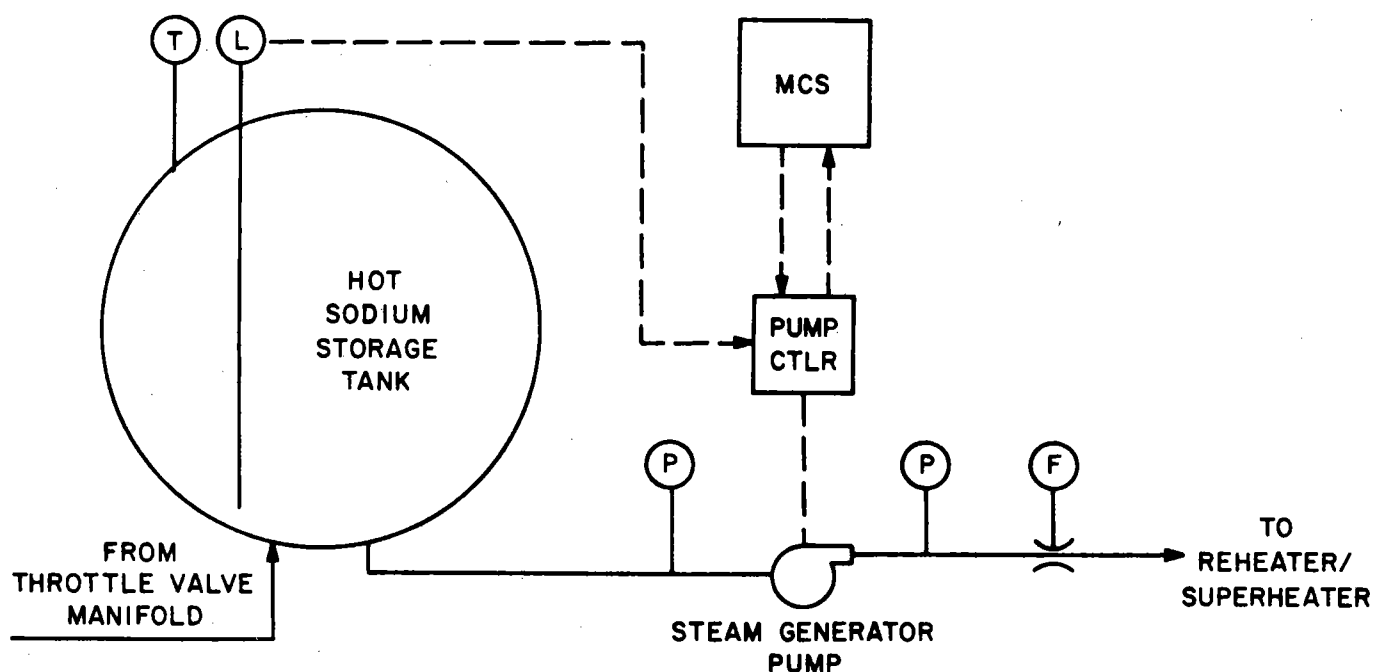 T
L
MCS
HOT
SODIUM
STORAGE
TANK
PUMP
CTLR
P
P
F
FROM
THROTTLE VALVE
MANIFOLD
TO
REHEATER/
SUPERHEATER
STEAM GENERATOR
PUMP